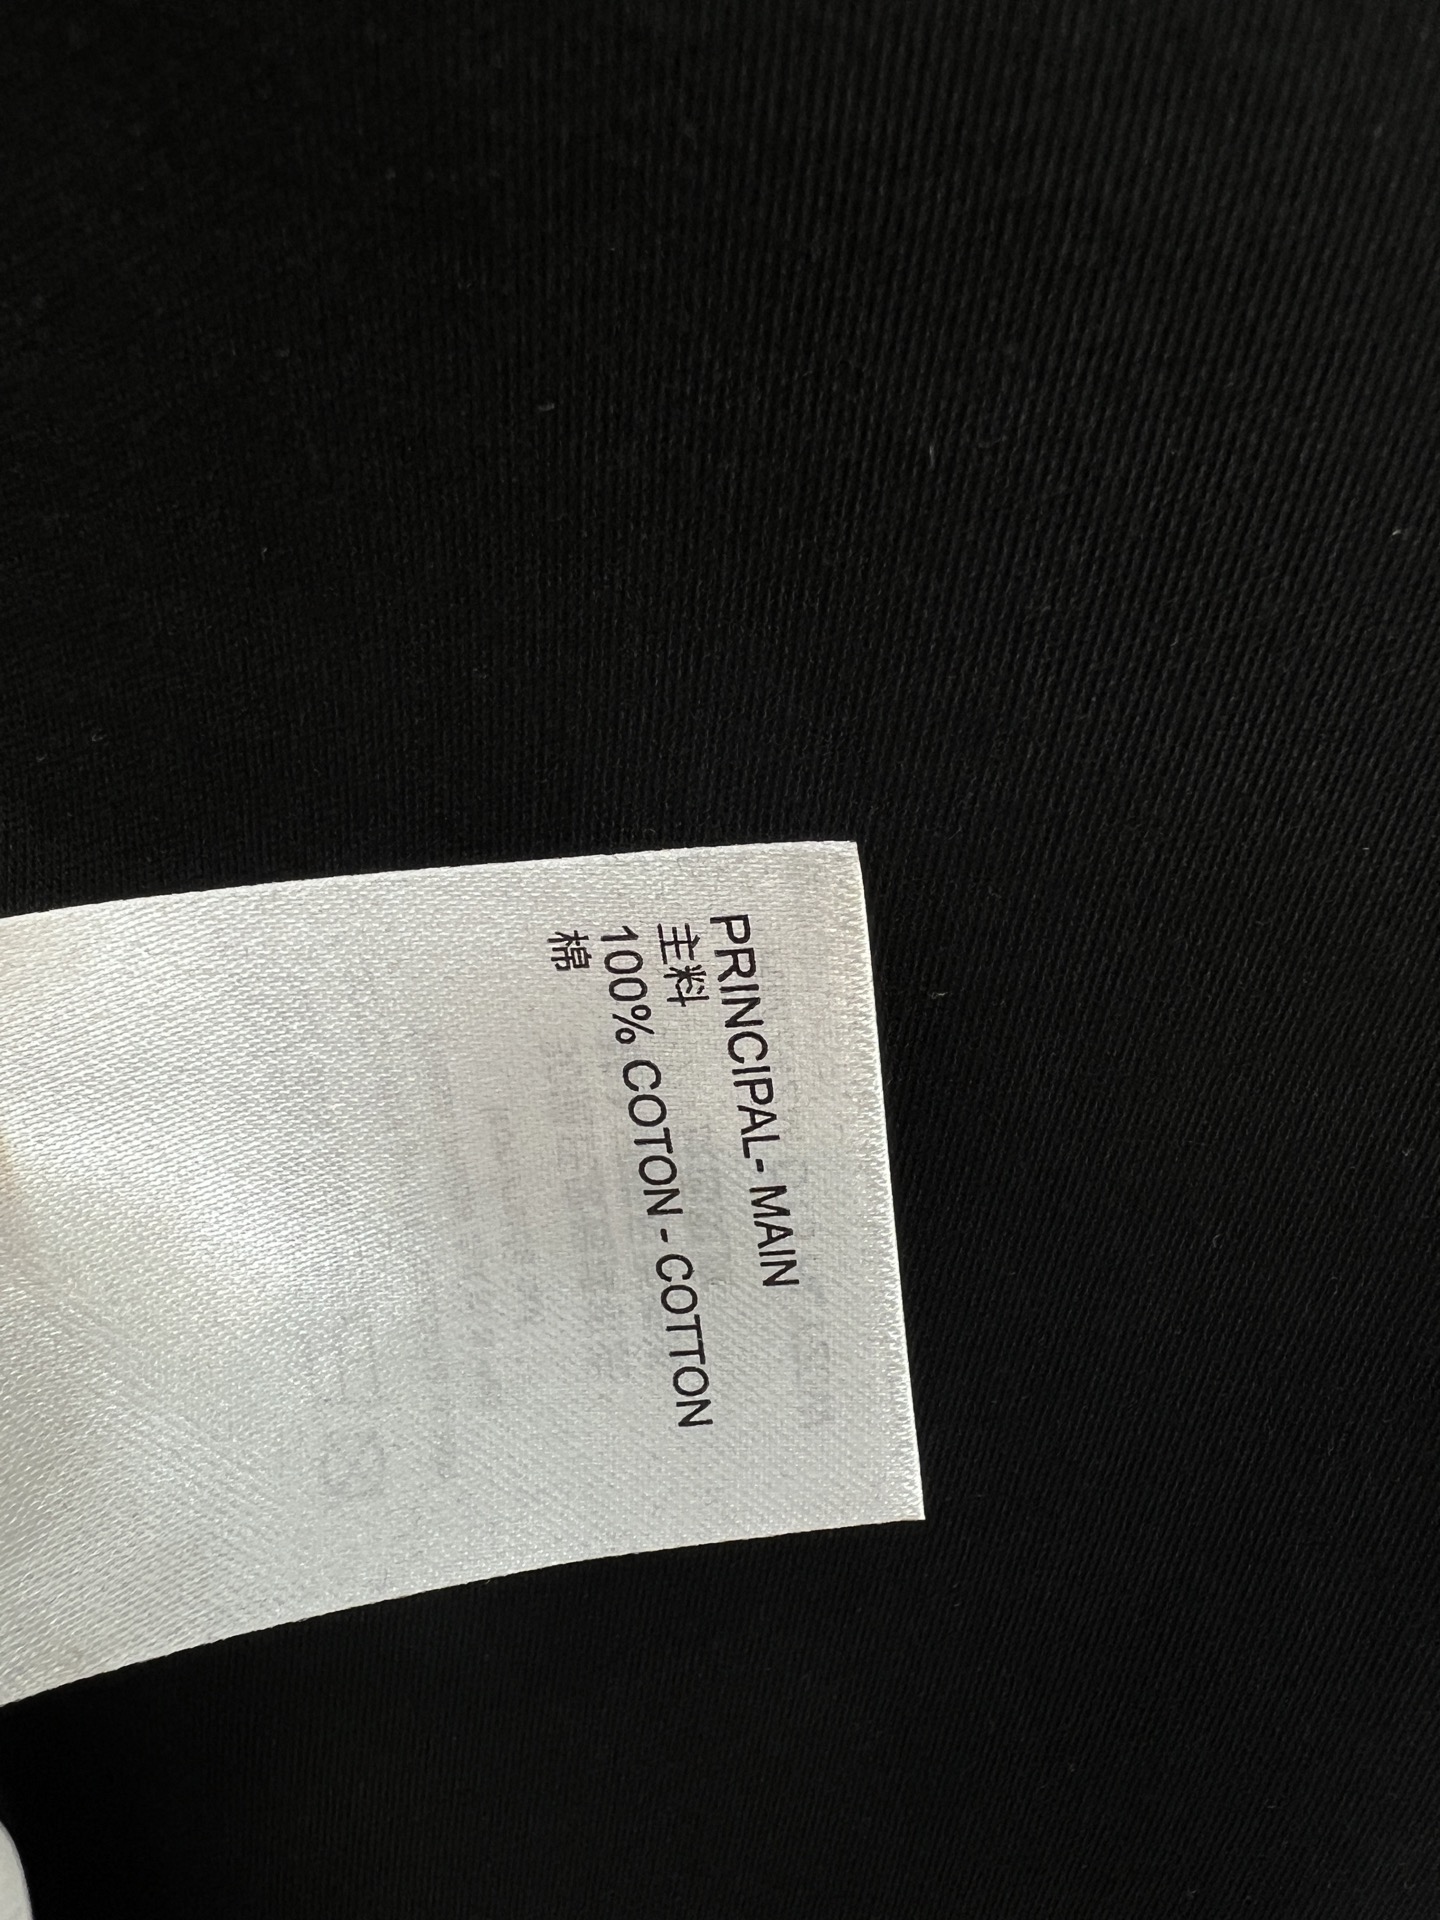 PRINCIPAL- MAIN
主料
100% COTON - COTTON
棉